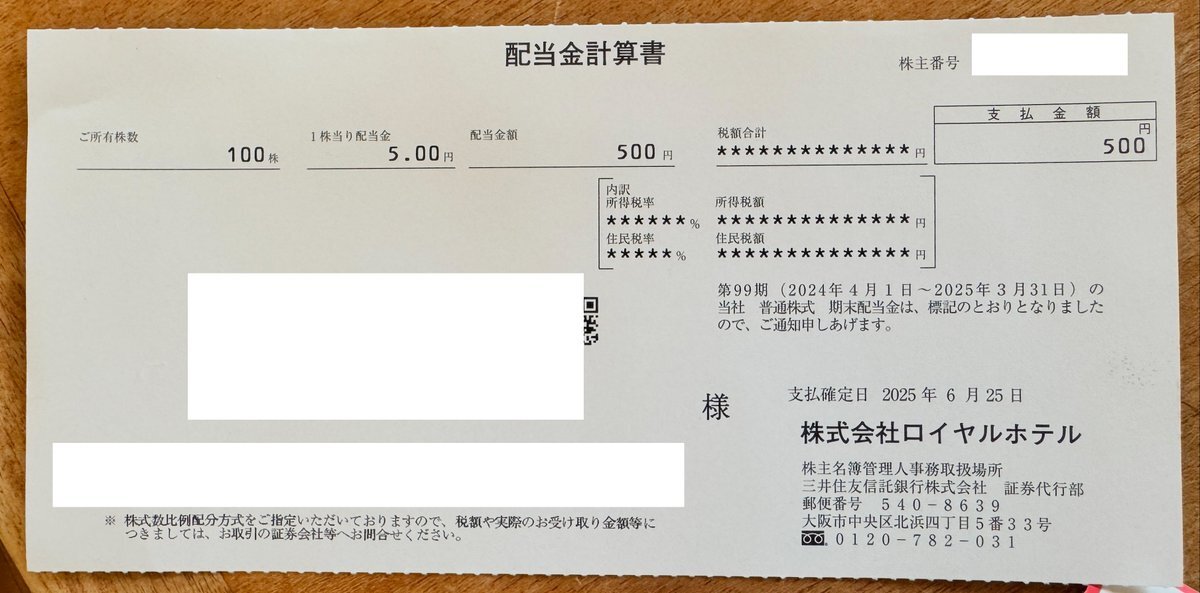 配当金計算書
株主番号
ご所有株数
100株
1株当り配当金
5.00円
配当金額
500円
税額合計
**************円
支払金額
円
500
内訳
所得税率
******%
所得税額
**************円
住民税率
*****%
住民税額
**************円
第99期（2024年4月1日～2025年3月31日）の
当社 普通株式 期末配当金は、標記のとおりとなりました
ので、ご通知申しあげます。
様
支払確定日 2025年 6月25日
株式会社ロイヤルホテル
株主名簿管理人事務取扱場所
三井住友信託銀行株式会社 証券代行部
郵便番号 540-8639
大阪市中央区北浜四丁目5番33号
0120-782-031
※ 株式数比例配分方式をご指定いただいておりますので、税額や実際のお受け取り金額等に
つきましては、お取引の証券会社等へお問合せください。